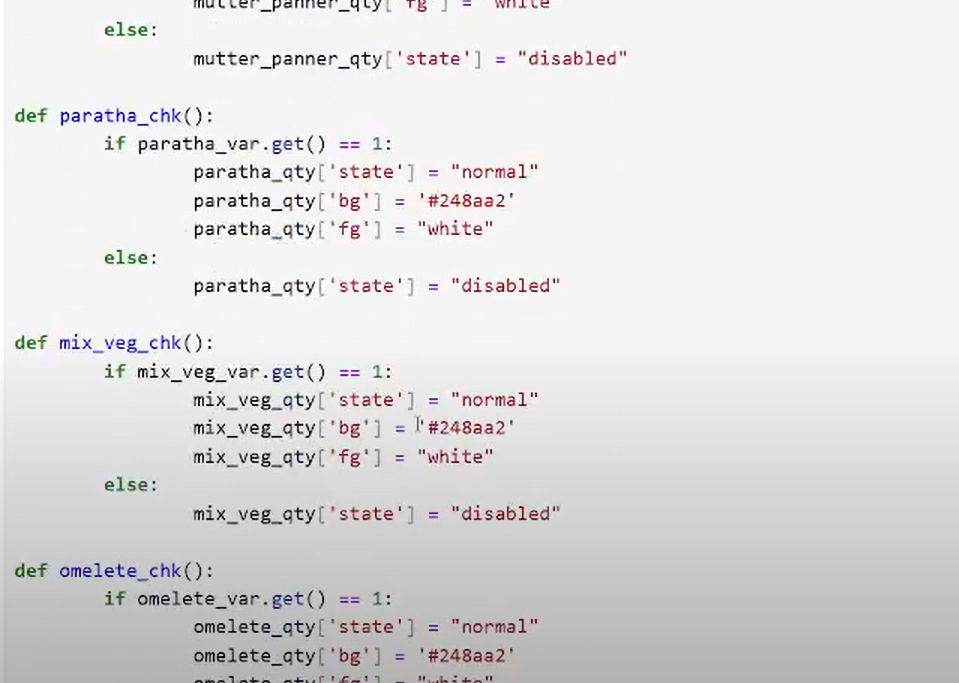 mutter_panner_qty['fg'] = "white"
else:
mutter_panner_qty['state'] = "disabled"
def paratha_chk():
if paratha_var.get() == 1:
paratha_qty['state'] = "normal"
paratha_qty['bg'] = '#248aa2'
paratha_qty['fg'] = "white"
else:
paratha_qty['state'] = "disabled"
def mix_veg_chk():
if mix_veg_var.get() == 1:
mix_veg_qty['state'] = "normal"
mix_veg_qty['bg'] = '#248aa2'
mix_veg_qty['fg'] = "white"
else:
mix_veg_qty['state'] = "disabled"
def omelete_chk():
if omelete_var.get() == 1:
omelete_qty['state'] = "normal"
omelete_qty['bg'] = '#248aa2'
omelete_qty['fg'] = "white"